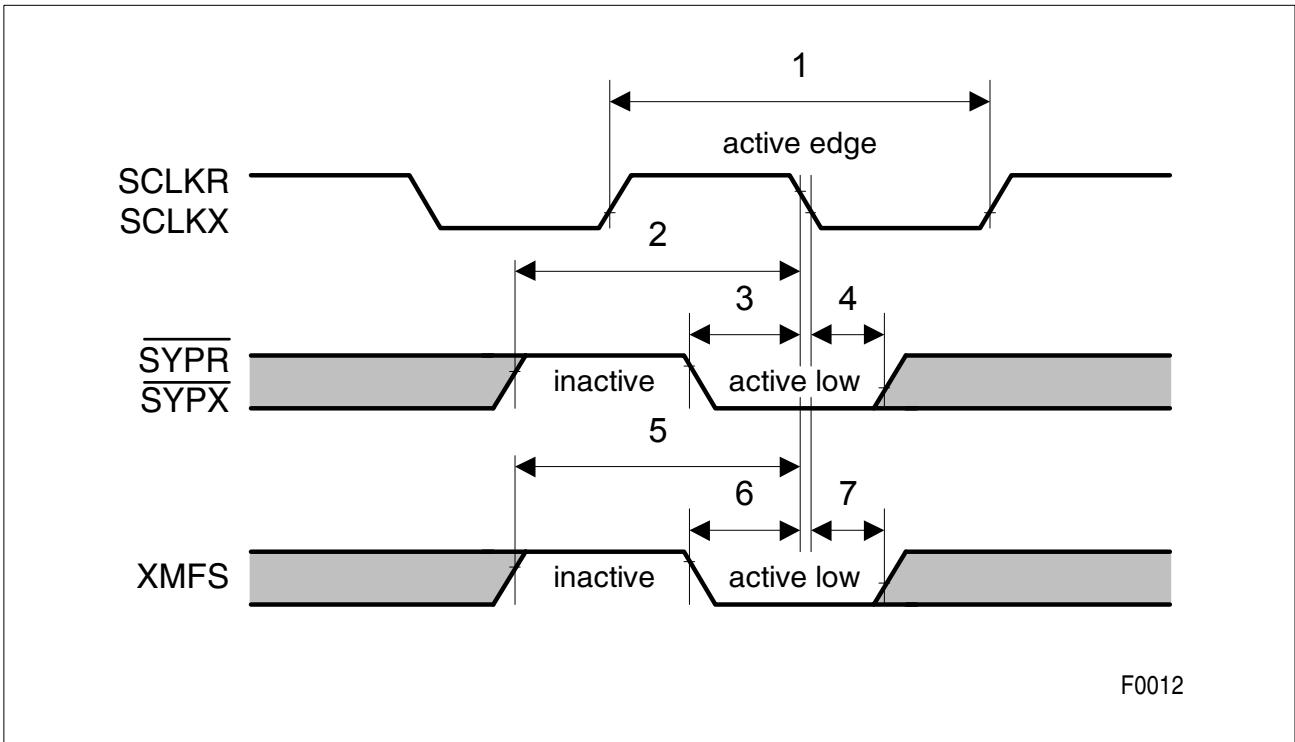 1
active edge
SCLKR
SCLKX
2
3
4
SYPR
SYPX
inactive
active low
5
6
7
XMFS
inactive
active low
F0012